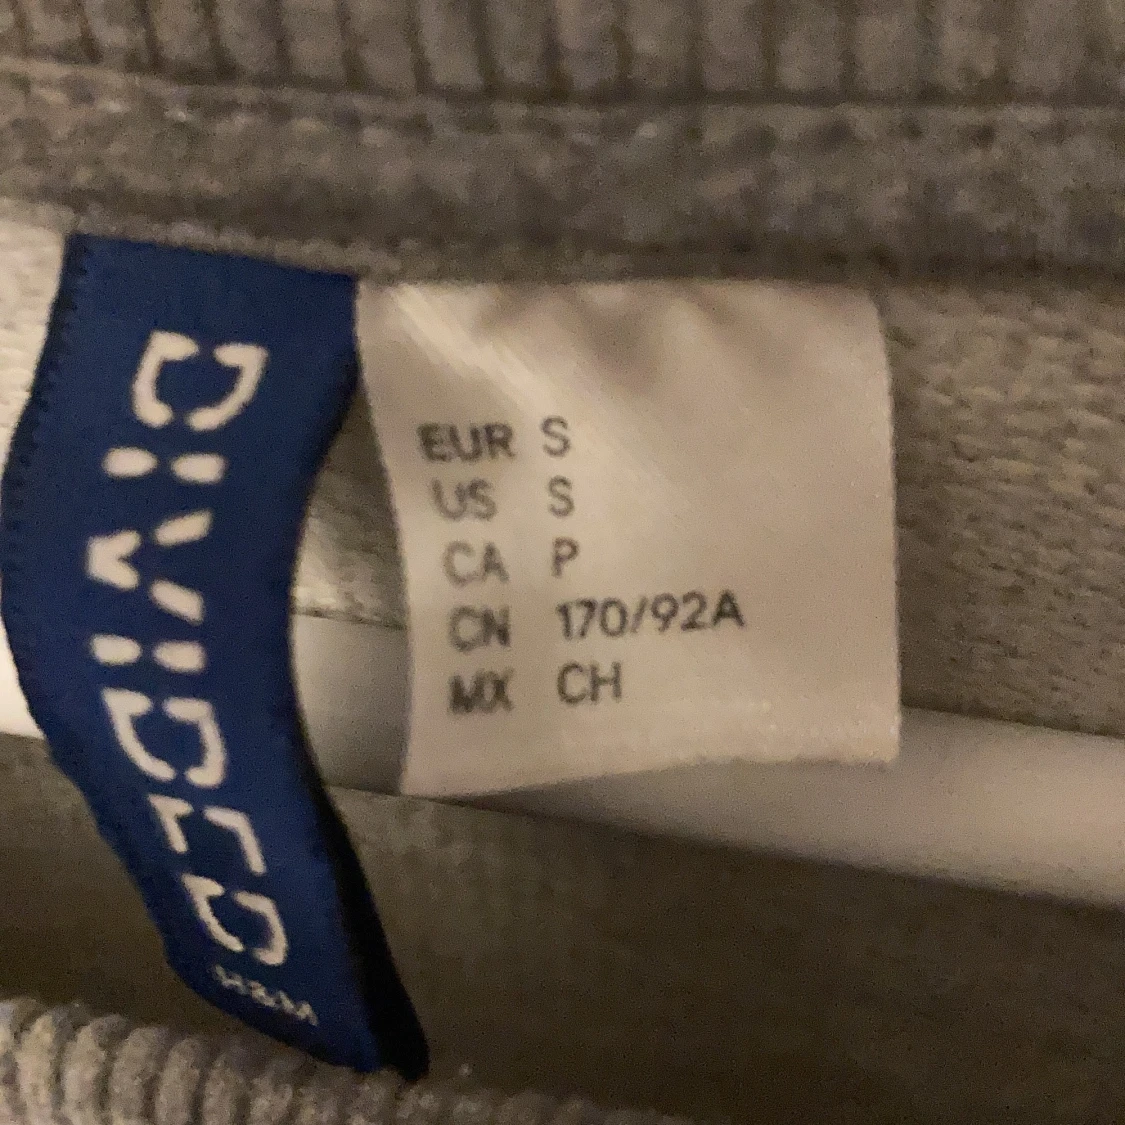 DIVIDED
H&M
EUR S
US S
CA P
CN 170/92A
MX CH